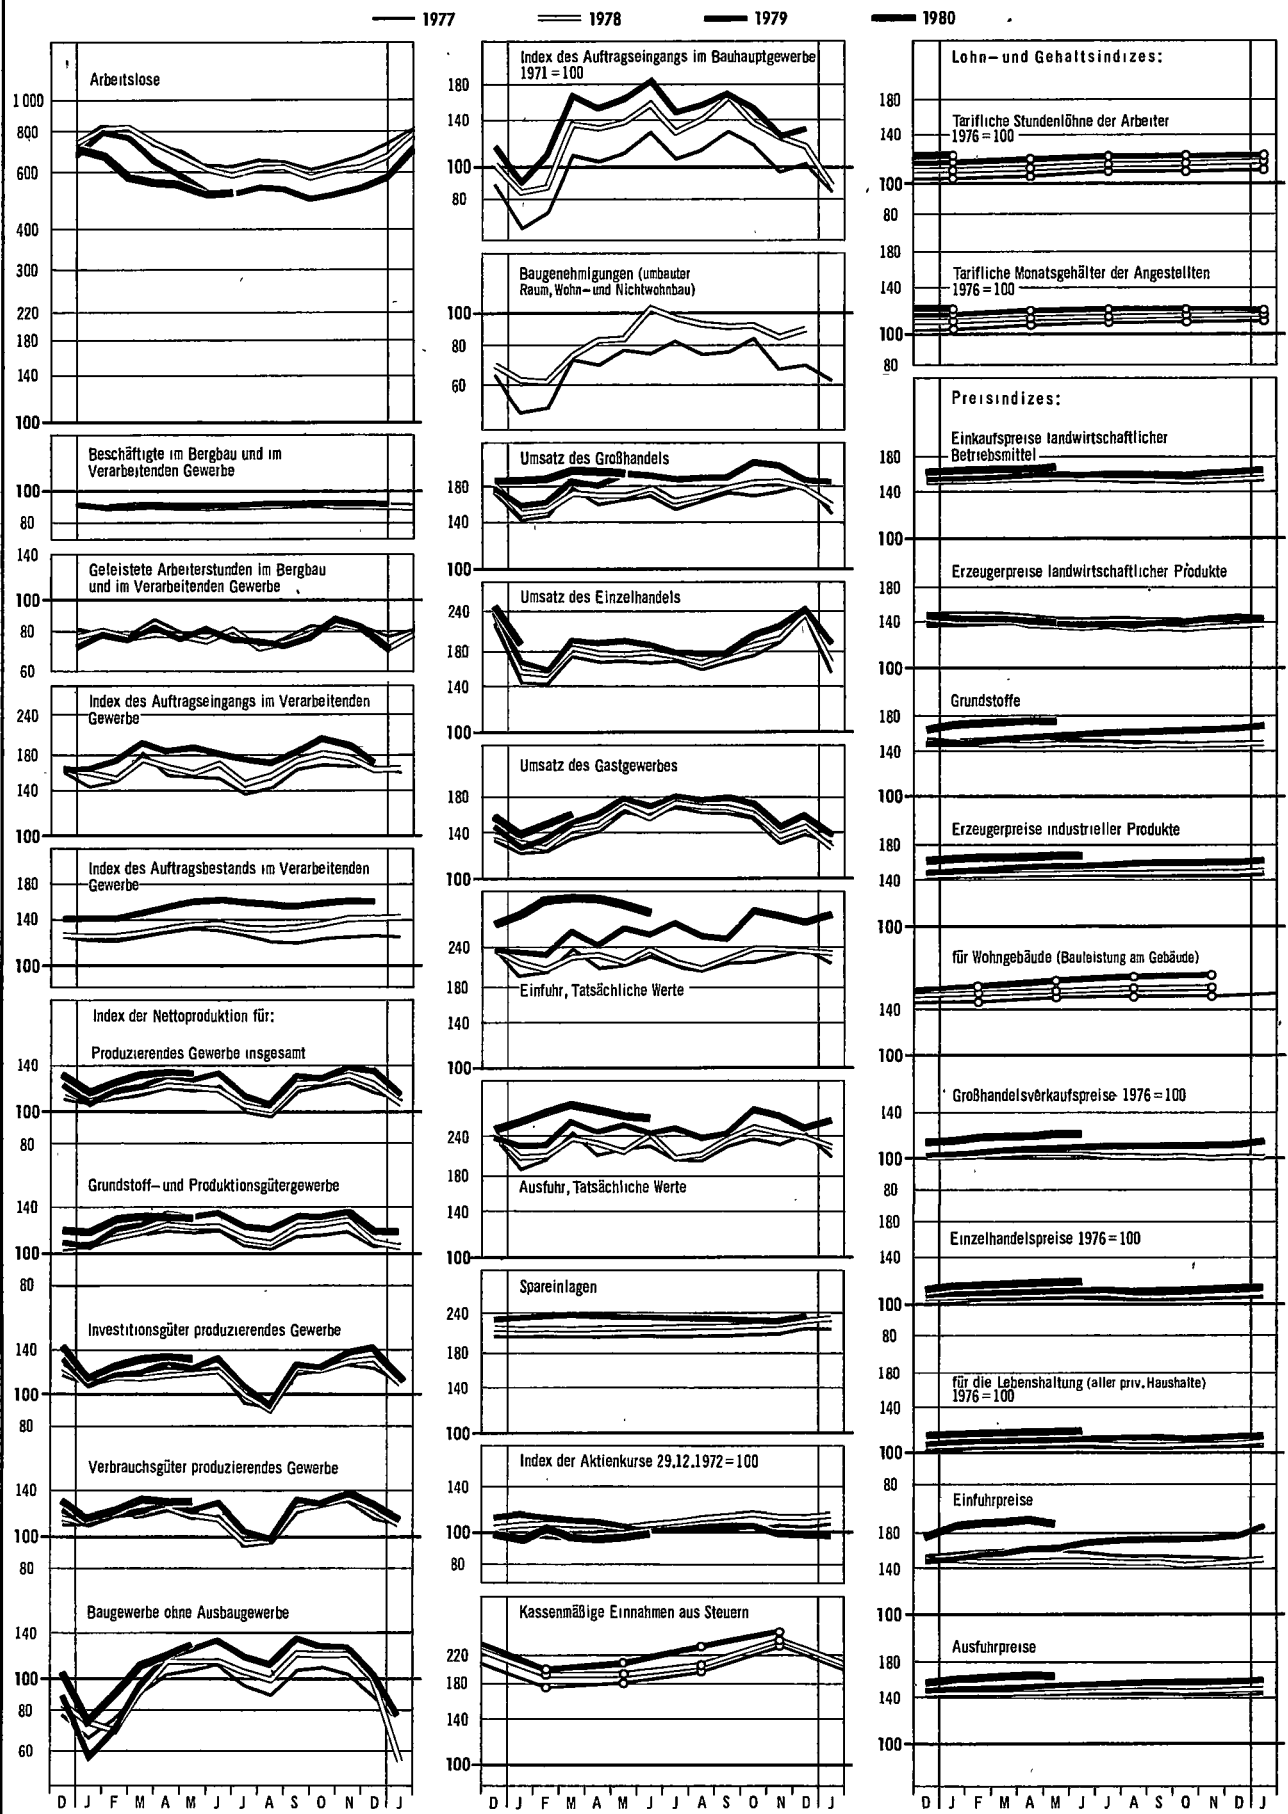 1977 1978 1979 1980
Arbeitslose
1 000
800
600
400
300
220
180
140
100
Beschäftigte im Bergbau und im
Verarbeitenden Gewerbe
100
80
140
Geleistete Arbeiterstunden im Bergbau
und im Verarbeitenden Gewerbe
100
80
60
Index des Auftragseingangs im Verarbeitenden
Gewerbe
240
180
140
100
Index des Auftragsbestands im Verarbeitenden
Gewerbe
180
140
100
Index der Nettoproduktion für:
Produzierendes Gewerbe insgesamt
140
100
80
Grundstoff- und Produktionsgütergewerbe
140
100
80
Investitionsgüter produzierendes Gewerbe
140
100
80
Verbrauchsgüter produzierendes Gewerbe
140
100
80
Baugewerbe ohne Ausbaugewerbe
140
100
80
60
D J F M A M J J A S O N D J
Index des Auftragseingangs im Bauhauptgewerbe
1971 = 100
180
140
100
80
Baugenehmigungen (umbauter
Raum, Wohn- und Nichtwohnbau)
100
80
60
Umsatz des Großhandels
180
140
100
Umsatz des Einzelhandels
240
180
140
100
Umsatz des Gastgewerbes
180
140
100
240
180
Einfuhr, Tatsächliche Werte
140
100
240
180
Ausfuhr, Tatsächliche Werte
140
100
Spareinlagen
240
180
140
100
Index der Aktienkurse 29.12.1972 = 100
140
100
80
Kassenmäßige Einnahmen aus Steuern
220
180
140
100
D J F M A M J J A S O N D J
Lohn- und Gehaltsindizes:
180
Tarifliche Stundenlöhne der Arbeiter
140
1976 = 100
100
80
180
Tarifliche Monatsgehälter der Angestellten
140
1976 = 100
100
80
Preisindizes:
Einkaufspreise landwirtschaftlicher
Betriebsmittel
180
140
100
Erzeugerpreise landwirtschaftlicher Produkte
180
140
100
Grundstoffe
180
140
100
Erzeugerpreise industrieller Produkte
180
140
100
für Wohngebäude (Bauleistung am Gebäude)
140
100
Großhandelsverkaufspreise 1976 = 100
140
100
80
180
Einzelhandelspreise 1976 = 100
140
100
80
180
für die Lebenshaltung (aller priv. Haushalte)
1976 = 100
140
100
80
Einfuhrpreise
180
140
100
Ausfuhrpreise
180
140
100
D J F M A M J J A S O N D J